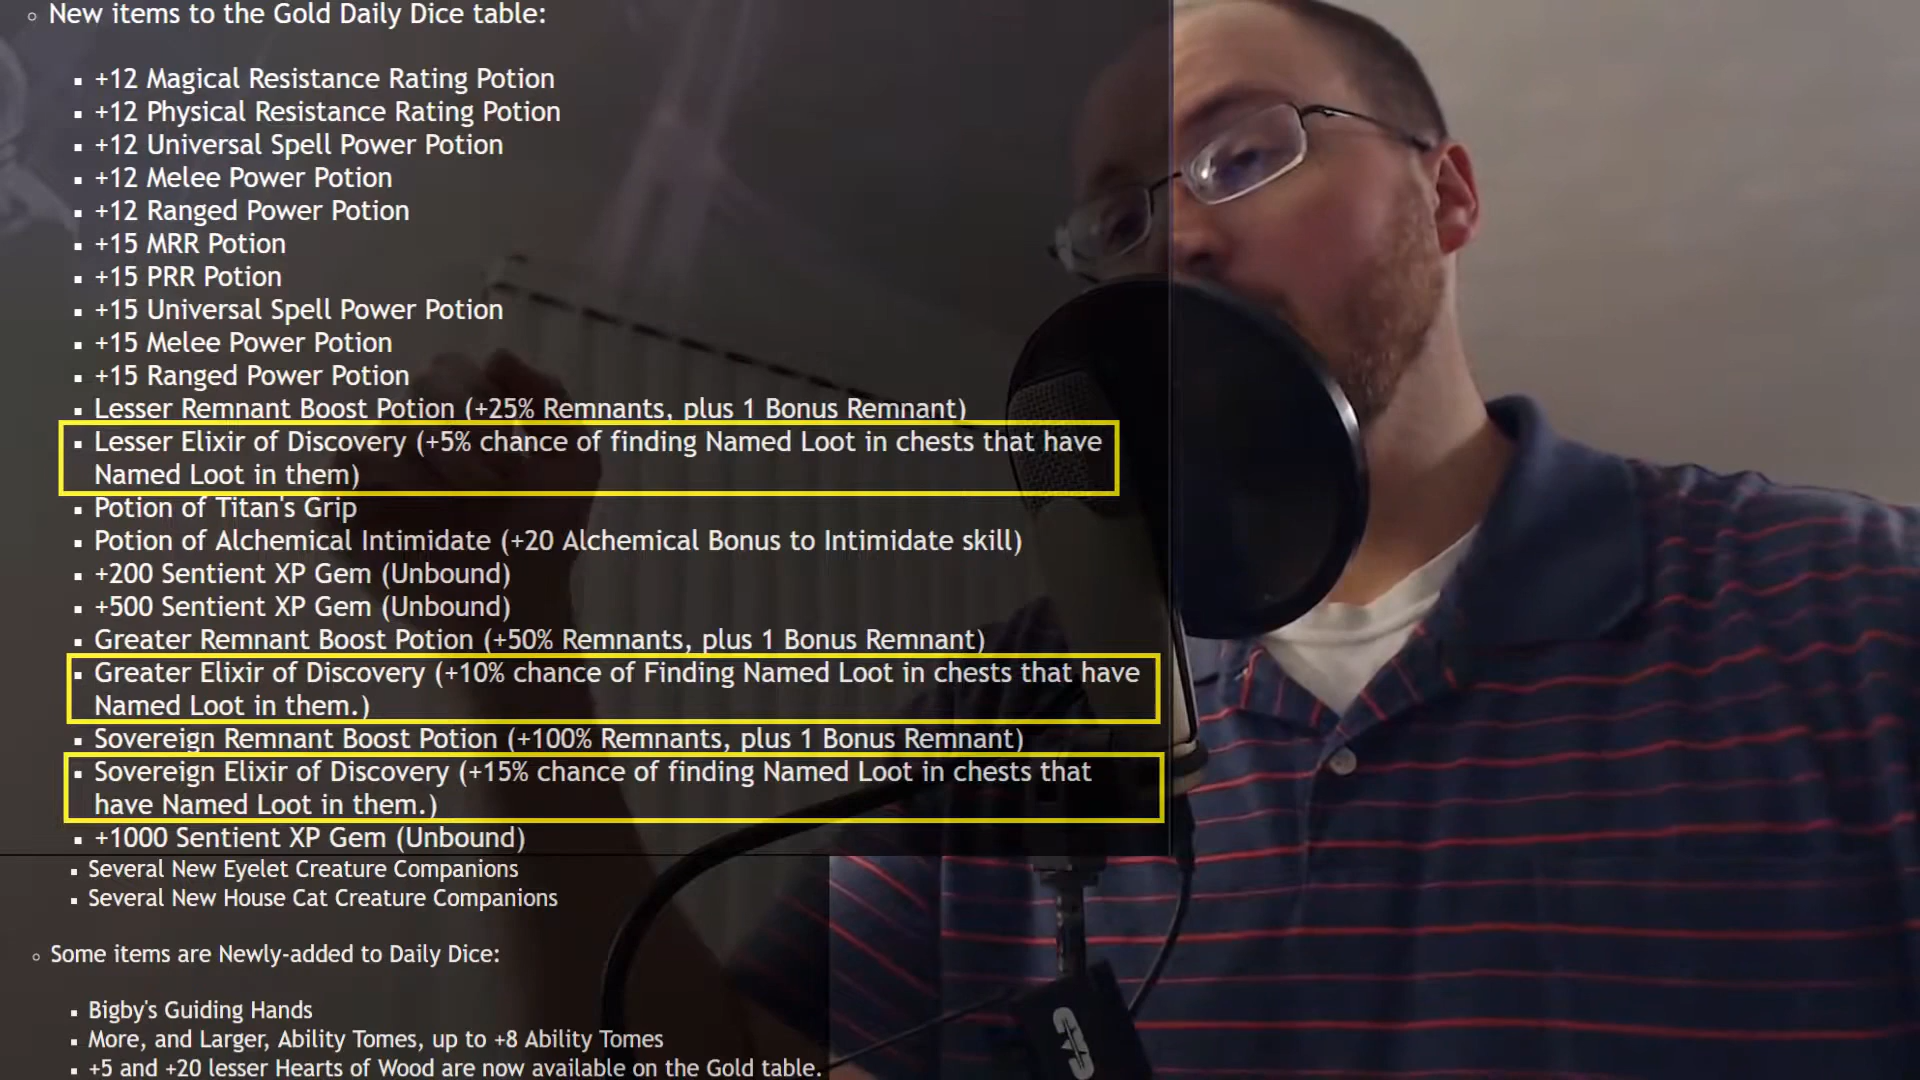 New items to the Gold Daily Dice table:
+12 Magical Resistance Rating Potion
+12 Physical Resistance Rating Potion
+12 Universal Spell Power Potion
+12 Melee Power Potion
+12 Ranged Power Potion
+15 MRR Potion
+15 PRR Potion
+15 Universal Spell Power Potion
+15 Melee Power Potion
+15 Ranged Power Potion
Lesser Remnant Boost Potion (+25% Remnants, plus 1 Bonus Remnant)
Lesser Elixir of Discovery (+5% chance of finding Named Loot in chests that have
Named Loot in them)
Potion of Titan's Grip
Potion of Alchemical Intimidate (+20 Alchemical Bonus to Intimidate skill)
+200 Sentient XP Gem (Unbound)
+500 Sentient XP Gem (Unbound)
Greater Remnant Boost Potion (+50% Remnants, plus 1 Bonus Remnant)
Greater Elixir of Discovery (+10% chance of Finding Named Loot in chests that have
Named Loot in them.)
Sovereign Remnant Boost Potion (+100% Remnants, plus 1 Bonus Remnant)
Sovereign Elixir of Discovery (+15% chance of finding Named Loot in chests that
have Named Loot in them.)
+1000 Sentient XP Gem (Unbound)
Several New Eyelet Creature Companions
Several New House Cat Creature Companions
Some items are Newly-added to Daily Dice:
Bigby's Guiding Hands
More, and Larger, Ability Tomes, up to +8 Ability Tomes
+5 and +20 lesser Hearts of Wood are now available on the Gold table.